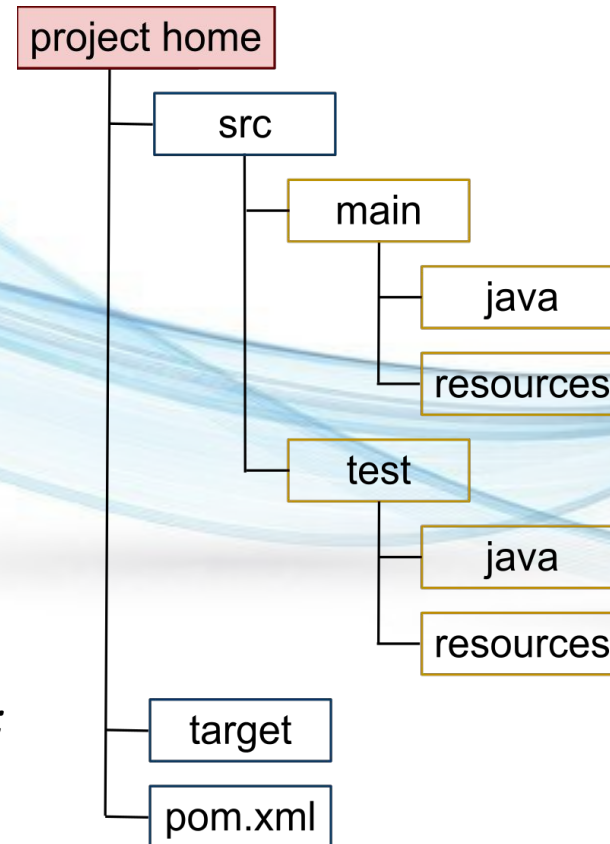 project home
src
main
java
resources
test
java
resources
target
pom.xml